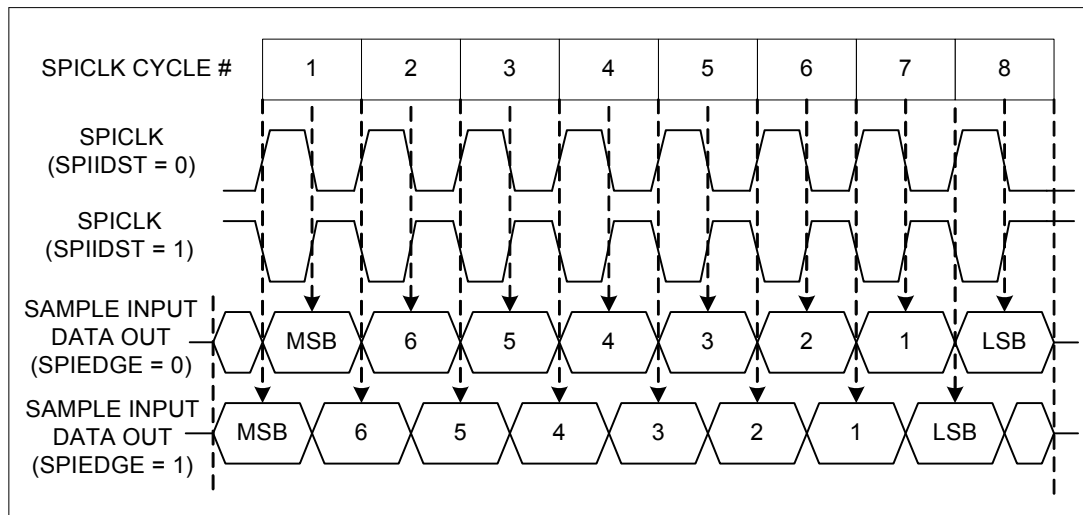 SPICLK CYCLE # 1 2 3 4 5 6 7 8
SPICLK
(SPIIDST = 0)
SPICLK
(SPIIDST = 1)
SAMPLE INPUT
DATA OUT
(SPIEDGE = 0)
MSB 6 5 4 3 2 1 LSB
SAMPLE INPUT
DATA OUT
(SPIEDGE = 1)
MSB 6 5 4 3 2 1 LSB